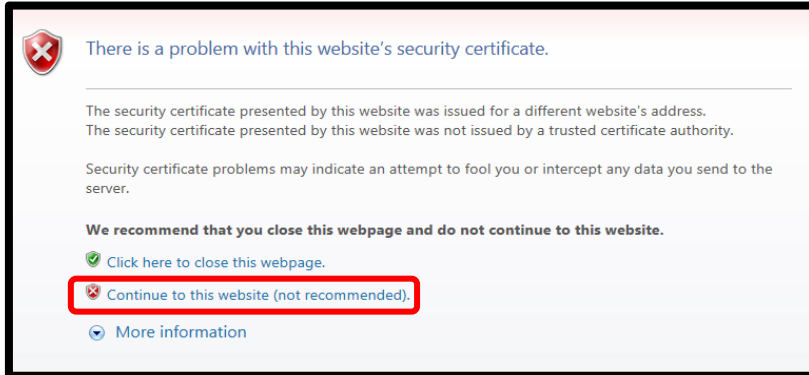 There is a problem with this website's security certificate.
The security certificate presented by this website was issued for a different website's address.
The security certificate presented by this website was not issued by a trusted certificate authority.
Security certificate problems may indicate an attempt to fool you or intercept any data you send to the
server.
We recommend that you close this webpage and do not continue to this website.
Click here to close this webpage.
Continue to this website (not recommended).
More information